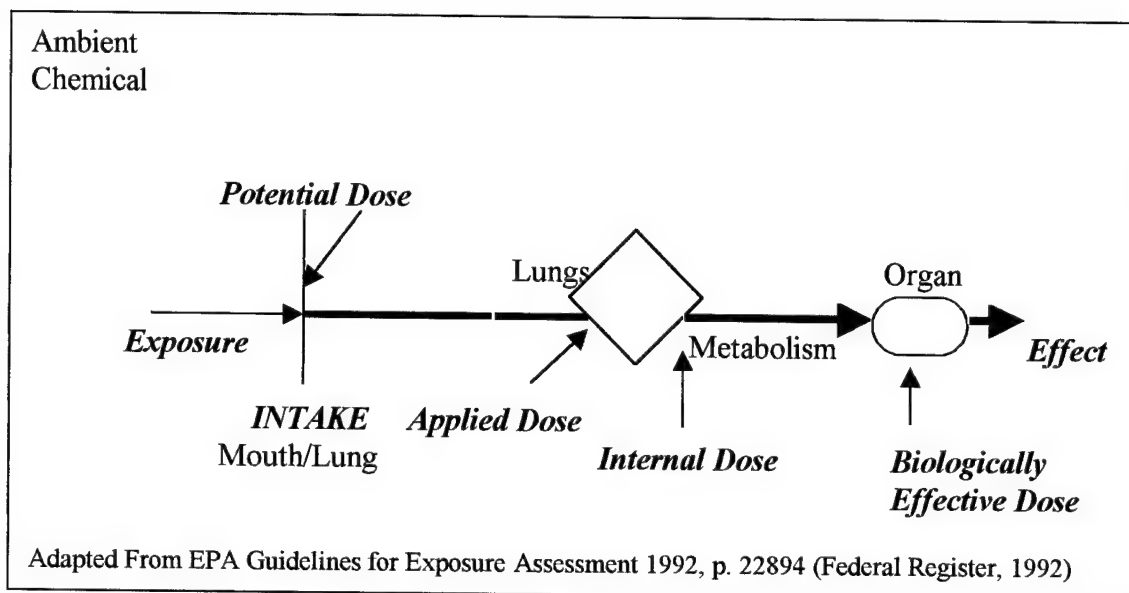 Ambient
Chemical
Potential Dose
Lungs
Organ
Exposure
Metabolism
Effect
INTAKE
Mouth/Lung
Applied Dose
Internal Dose
Biologically
Effective Dose
Adapted From EPA Guidelines for Exposure Assessment 1992, p. 22894 (Federal Register, 1992)